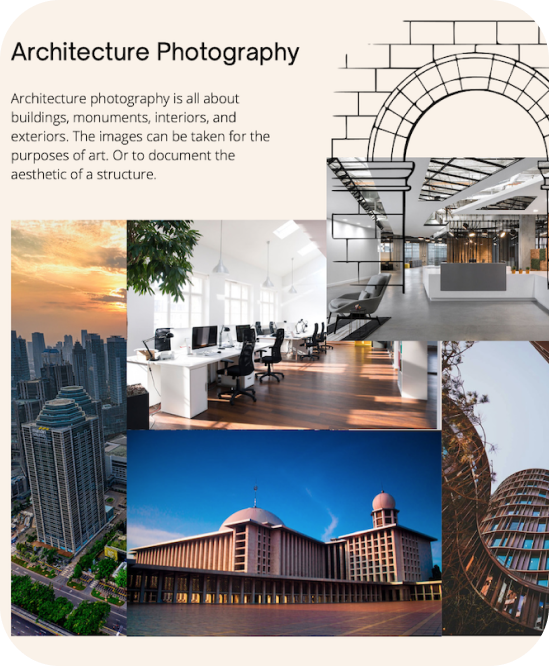 Architecture Photography
Architecture photography is all about
buildings, monuments, interiors, and
exteriors. The images can be taken for the
purposes of art. Or to document the
aesthetic of a structure.